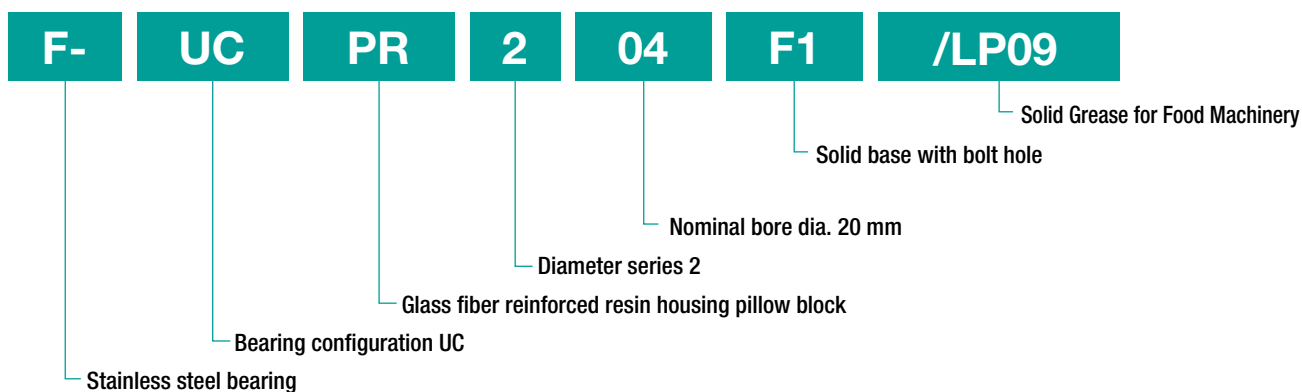 F- UC PR 2 04 F1 /LP09
Solid Grease for Food Machinery
Solid base with bolt hole
Nominal bore dia. 20 mm
Diameter series 2
Glass fiber reinforced resin housing pillow block
Bearing configuration UC
Stainless steel bearing